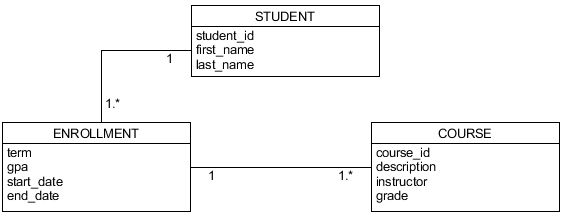 STUDENT
student_id
first_name
last_name
1
1.*
ENROLLMENT
term
gpa
start_date
end_date
1
1.*
COURSE
course_id
description
instructor
grade